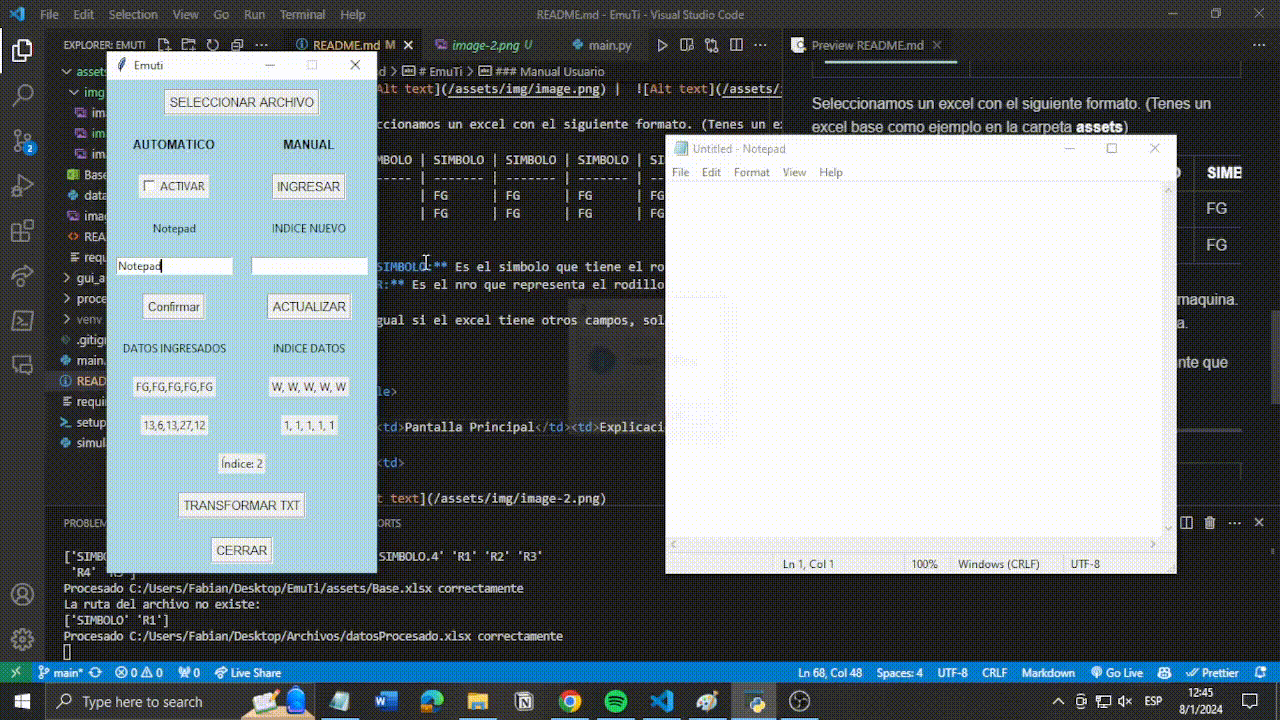 File Edit Selection View Go Run Terminal Help
README.md - EmuTi - Visual Studio Code
EXPLORER: EMUTI
README.md M
image-2.png U
main.py
Preview README.md
Emuti
SELECCIONAR ARCHIVO
AUTOMATICO MANUAL
ACTIVAR INGRESAR
Notepad INDICE NUEVO
Notepad
Confirmar ACTUALIZAR
DATOS INGRESADOS INDICE DATOS
FG,FG,FG,FG,FG W, W, W, W, W
13,6,13,27,12 1, 1, 1, 1, 1
Índice: 2
TRANSFORMAR TXT
CERRAR
assets
img
ima
im
ima
Base
data
ima
REA
requ
gui_a
proce
venv
.gitig
main.
READ
requi
setup
simul
> # EmuTi > ### Manual Usuario
Alt text](/assets/img/image.png) | ![Alt text](/assets/
ccionamos un excel con el siguiente formato. (Tenes un e
MBOLO | SIMBOLO | SIMBOLO | SIMBOLO | SI
------- | ------- | ------- | -------
| FG | FG | FG | FG
| FG | FG | FG | FG
SIMBOLO:** Es el simbolo que tiene el ro
R:** Es el nro que representa el rodillo
gual si el excel tiene otros campos, sol
le>
<td>Pantalla Principal</td><td>Explicaci
<td>
t text](/assets/img/image-2.png)
Seleccionamos un excel con el siguiente formato. (Tenes un
excel base como ejemplo en la carpeta assets)
O SIMB
FG
FG
maquina.
a.
nte que
Untitled - Notepad
File Edit Format View Help
Ln 1, Col 1 100% Windows (CRLF) UTF-8
PROBLEM
ORTS
['SIMBO SIMBOLO.4' 'R1' 'R2' 'R3'
'R4' 'R5']
Procesado C:/Users/Fabian/Desktop/EmuTi/assets/Base.xlsx correctamente
La ruta del archivo no existe:
['SIMBOLO' 'R1']
Procesado C:/Users/Fabian/Desktop/Archivos/datosProcesado.xlsx correctamente
main* 0 0 0 Live Share Ln 68, Col 48 Spaces: 4 UTF-8 CRLF Markdown Go Live Prettier
Type here to search
ESP
12:45
8/1/2024